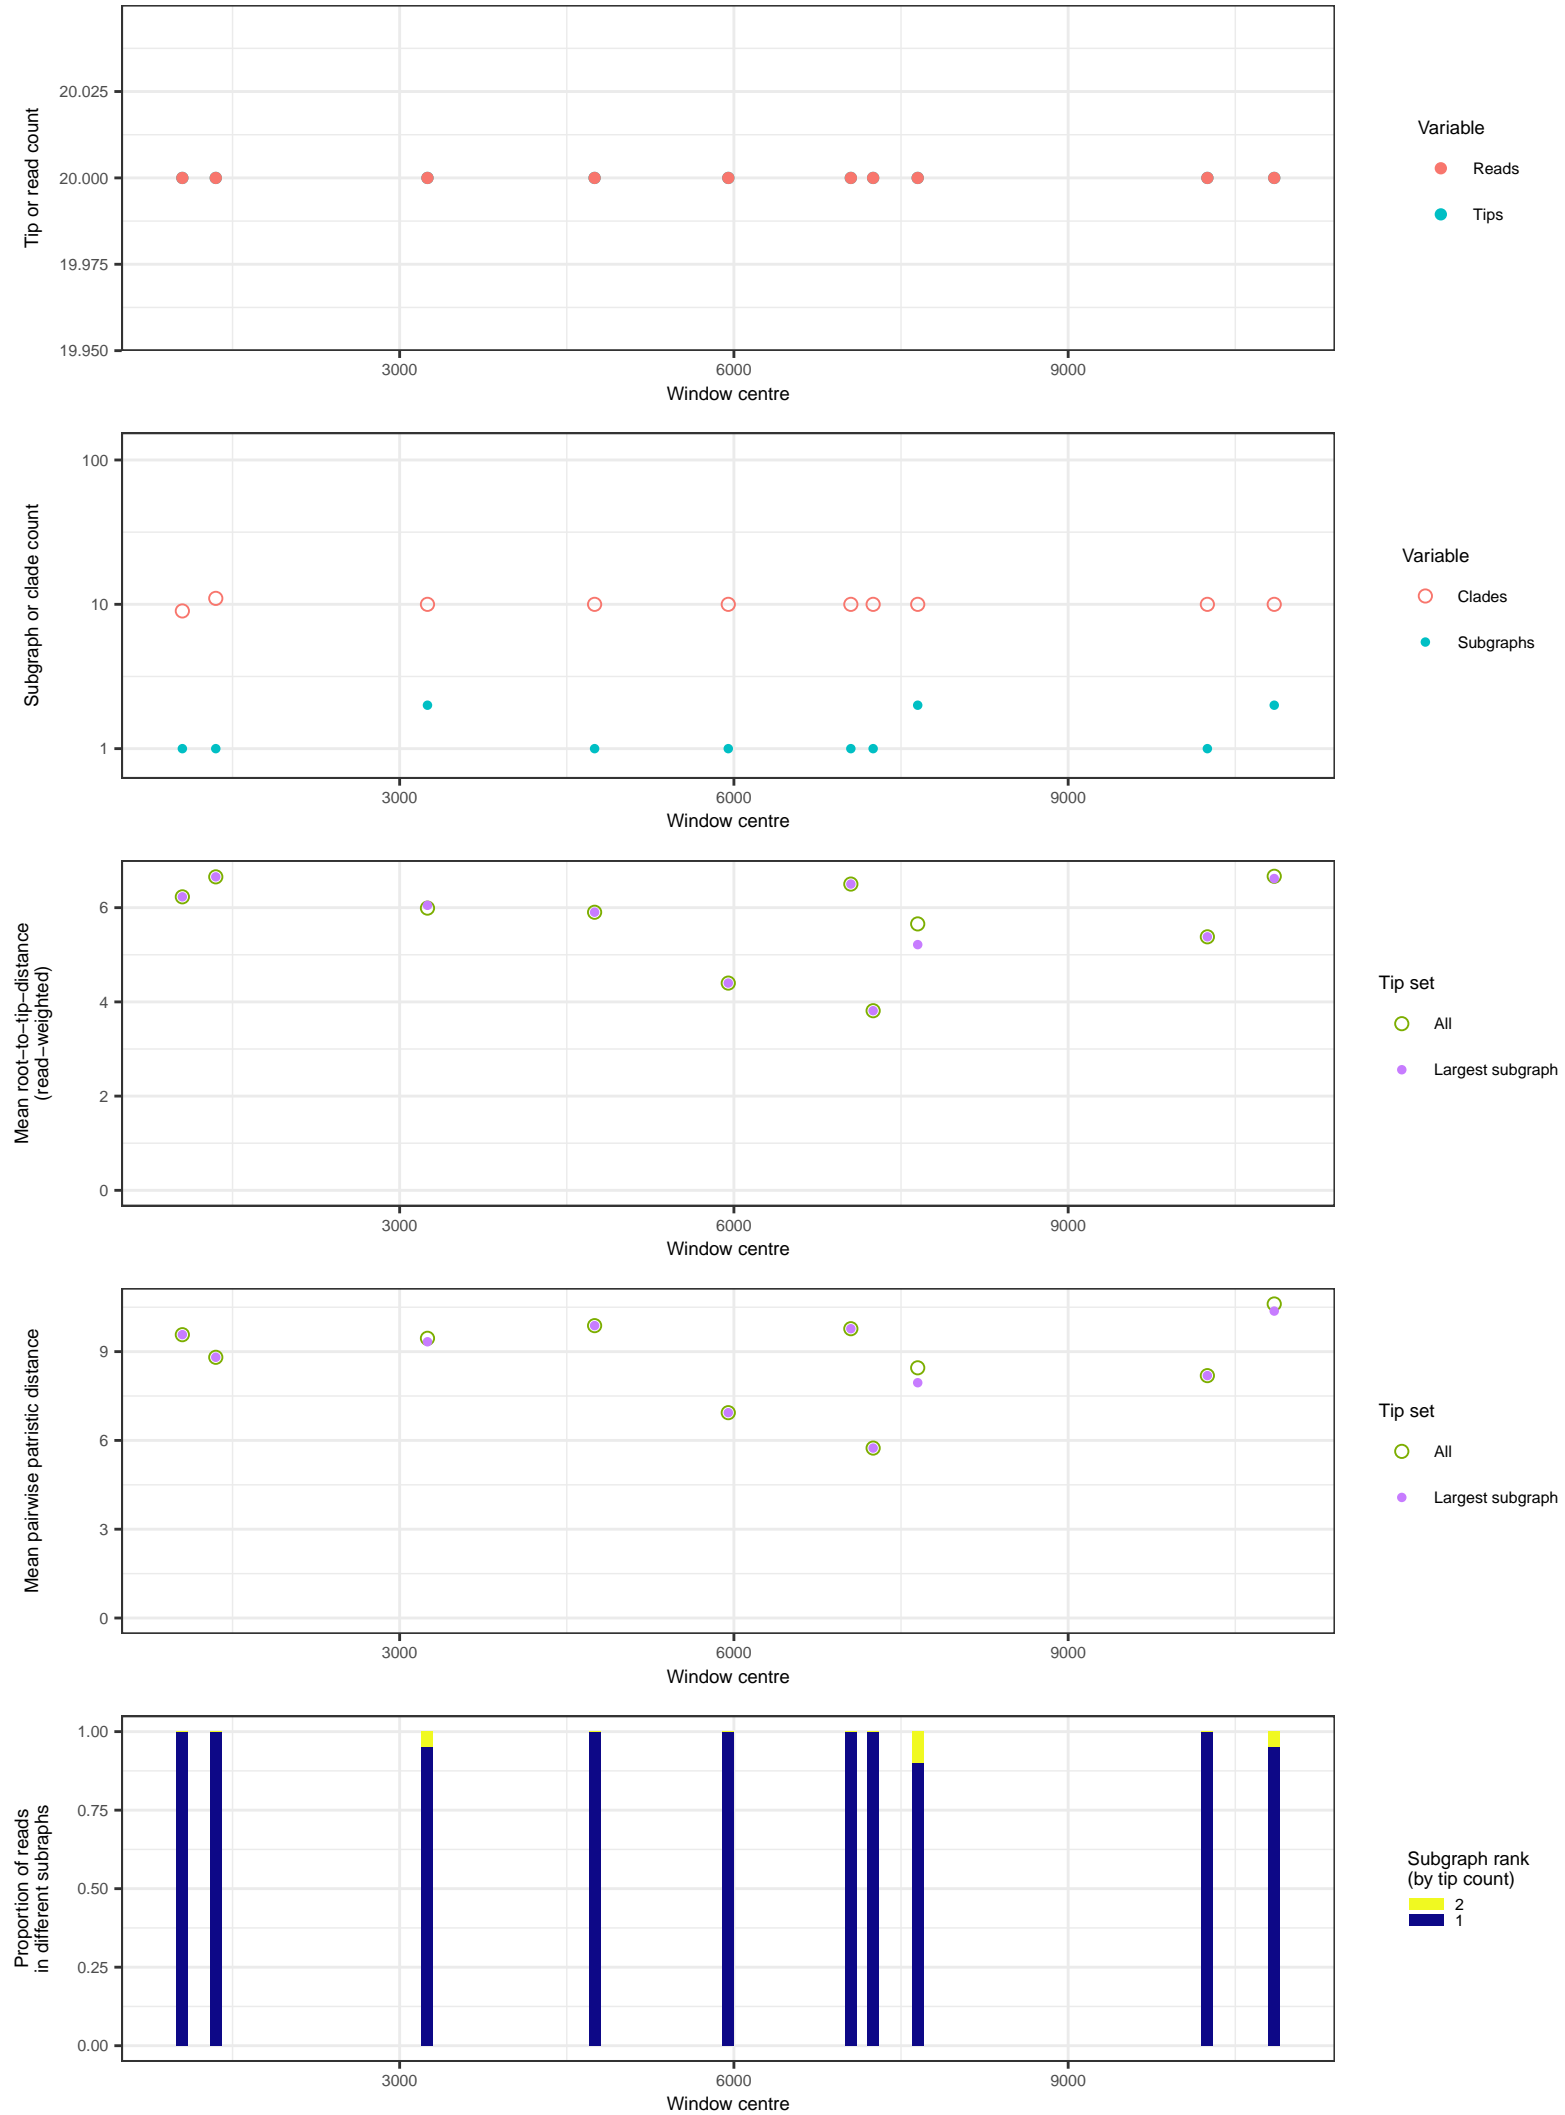 20.025
20.000
19.975
19.950
Tip or read count
3000 6000 9000
Window centre
Variable
Reads
Tips
100
10
1
Subgraph or clade count
3000 6000 9000
Window centre
Variable
Clades
Subgraphs
6
4
2
0
Mean root−to−tip−distance
(read−weighted)
3000 6000 9000
Window centre
Tip set
All
Largest subgraph
9
6
3
0
Mean pairwise patristic distance
3000 6000 9000
Window centre
Tip set
All
Largest subgraph
1.00
0.75
0.50
0.25
0.00
Proportion of reads
in different subraphs
3000 6000 9000
Window centre
Subgraph rank
(by tip count)
2
1